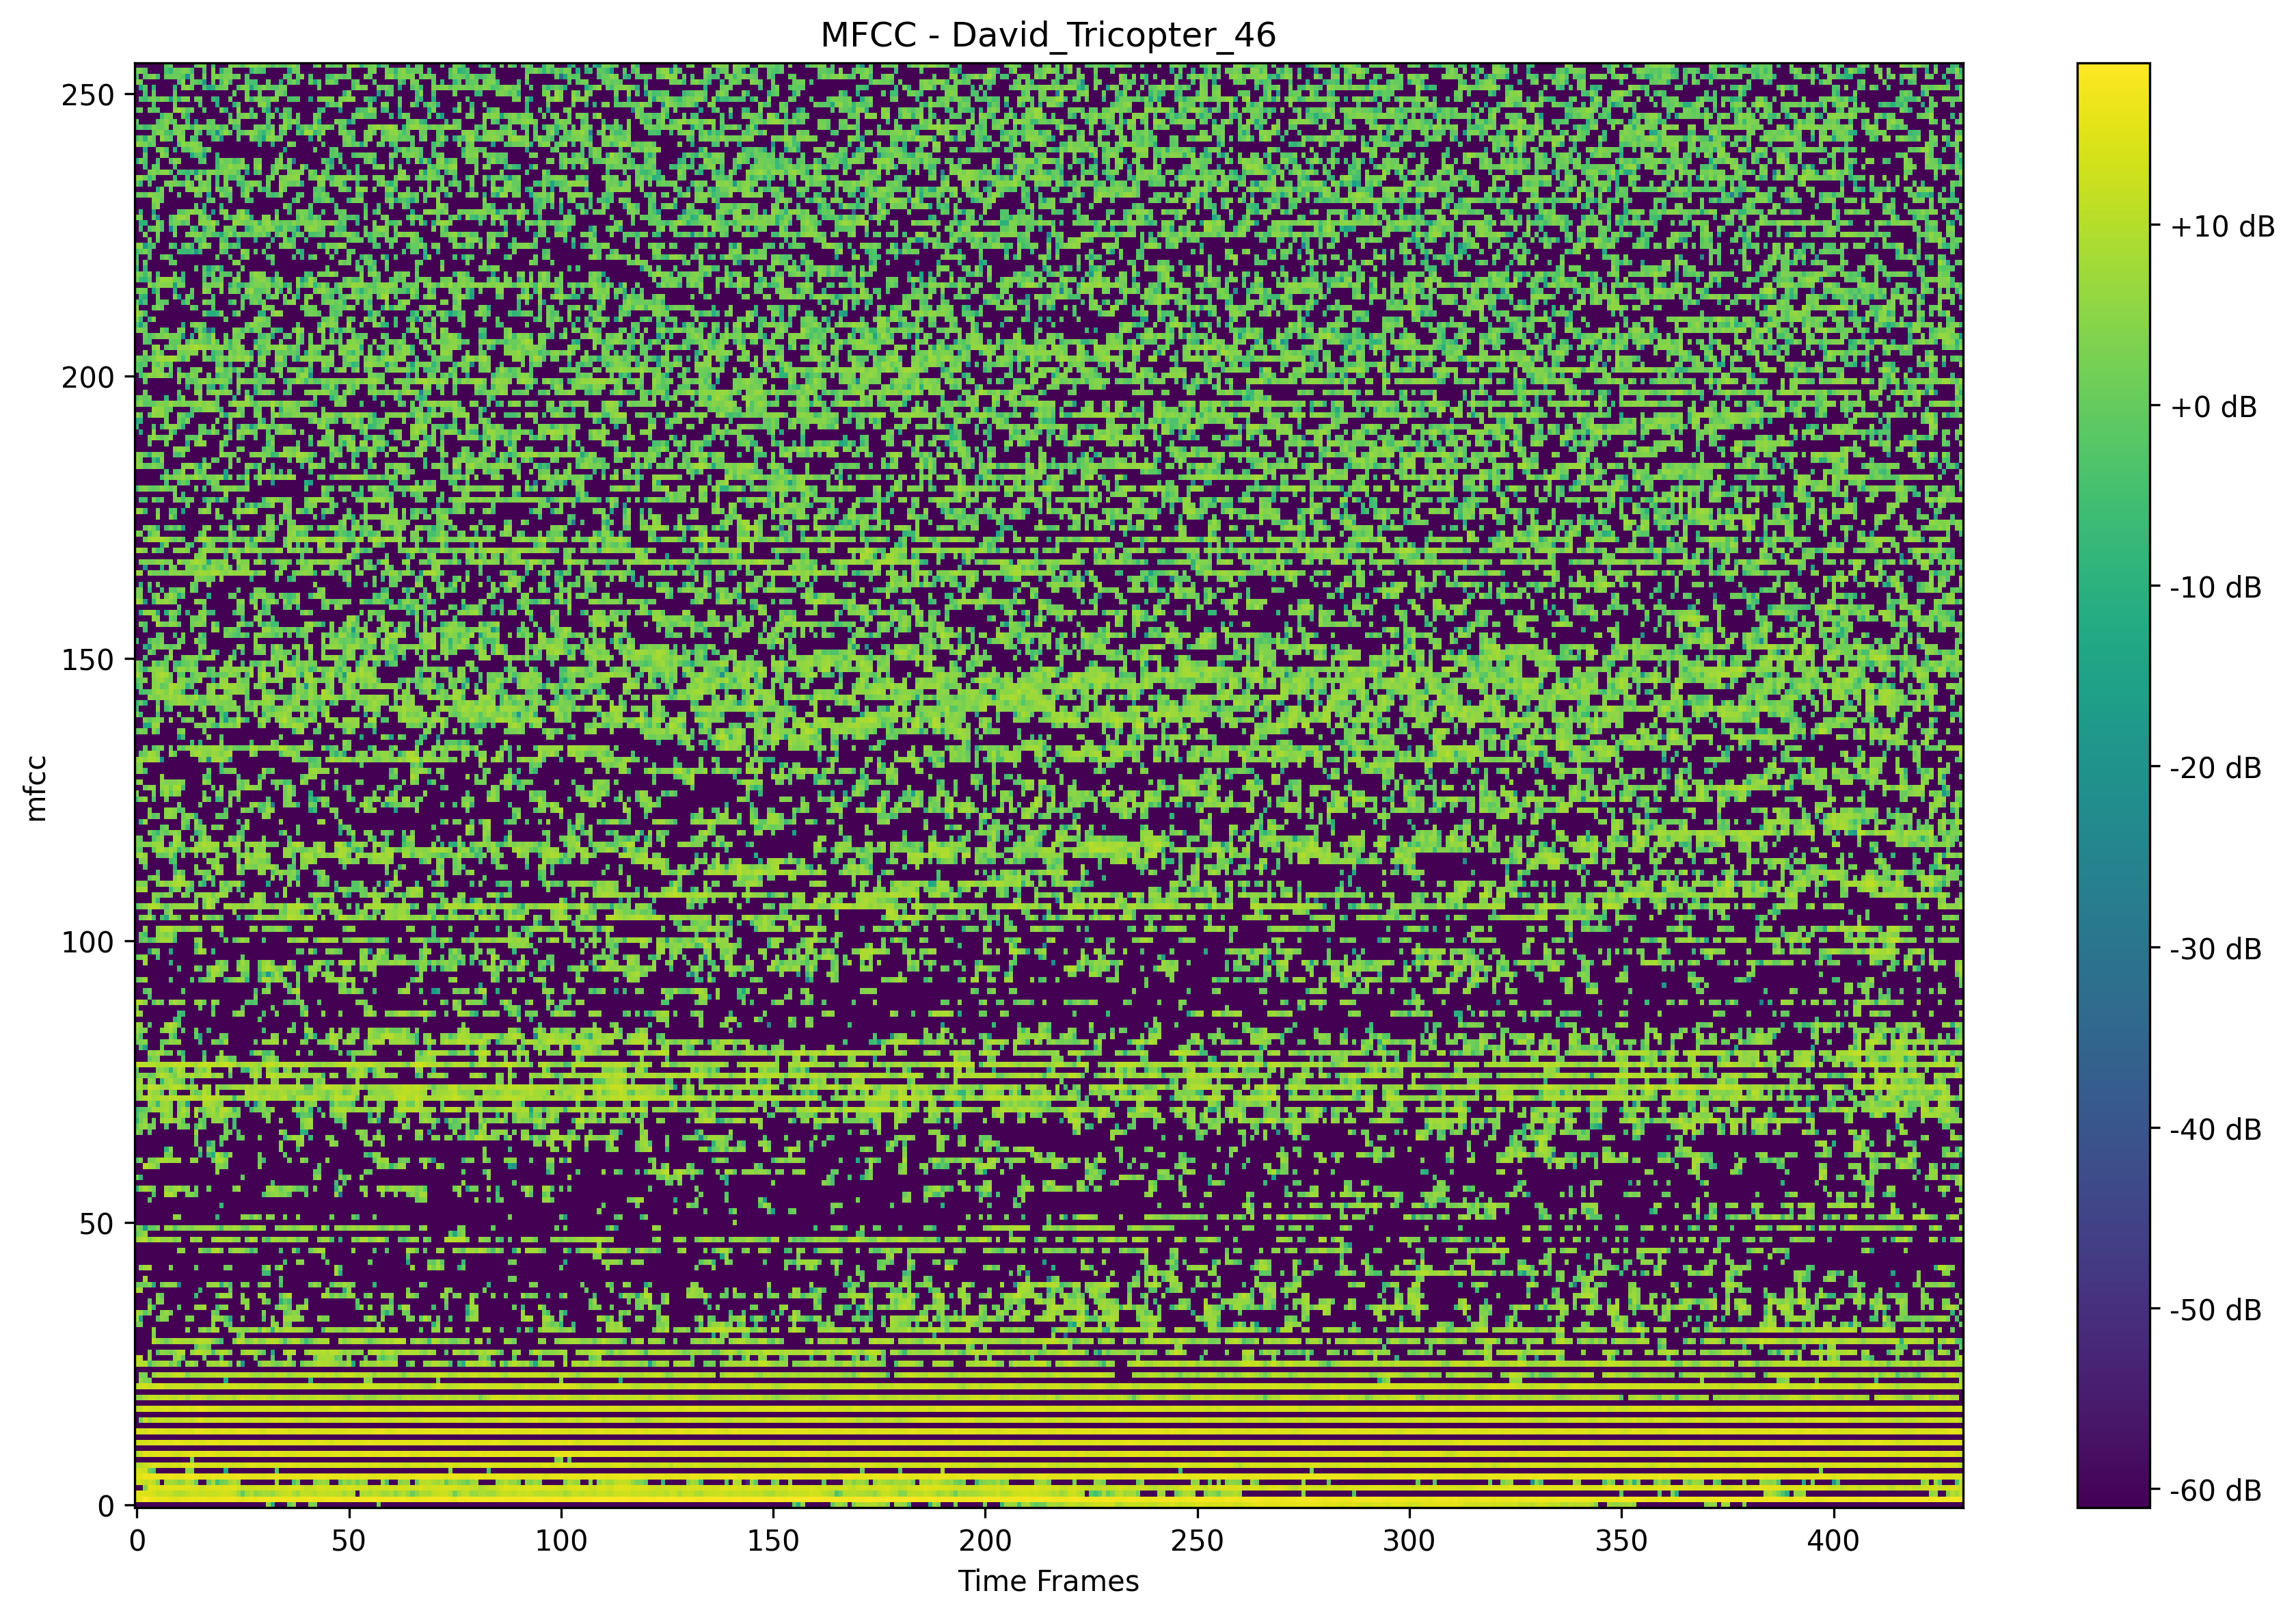 MFCC - David_Tricopter_46
250
200
150
100
50
0
mfcc
0 50 100 150 200 250 300 350 400
Time Frames
+10 dB
+0 dB
-10 dB
-20 dB
-30 dB
-40 dB
-50 dB
-60 dB